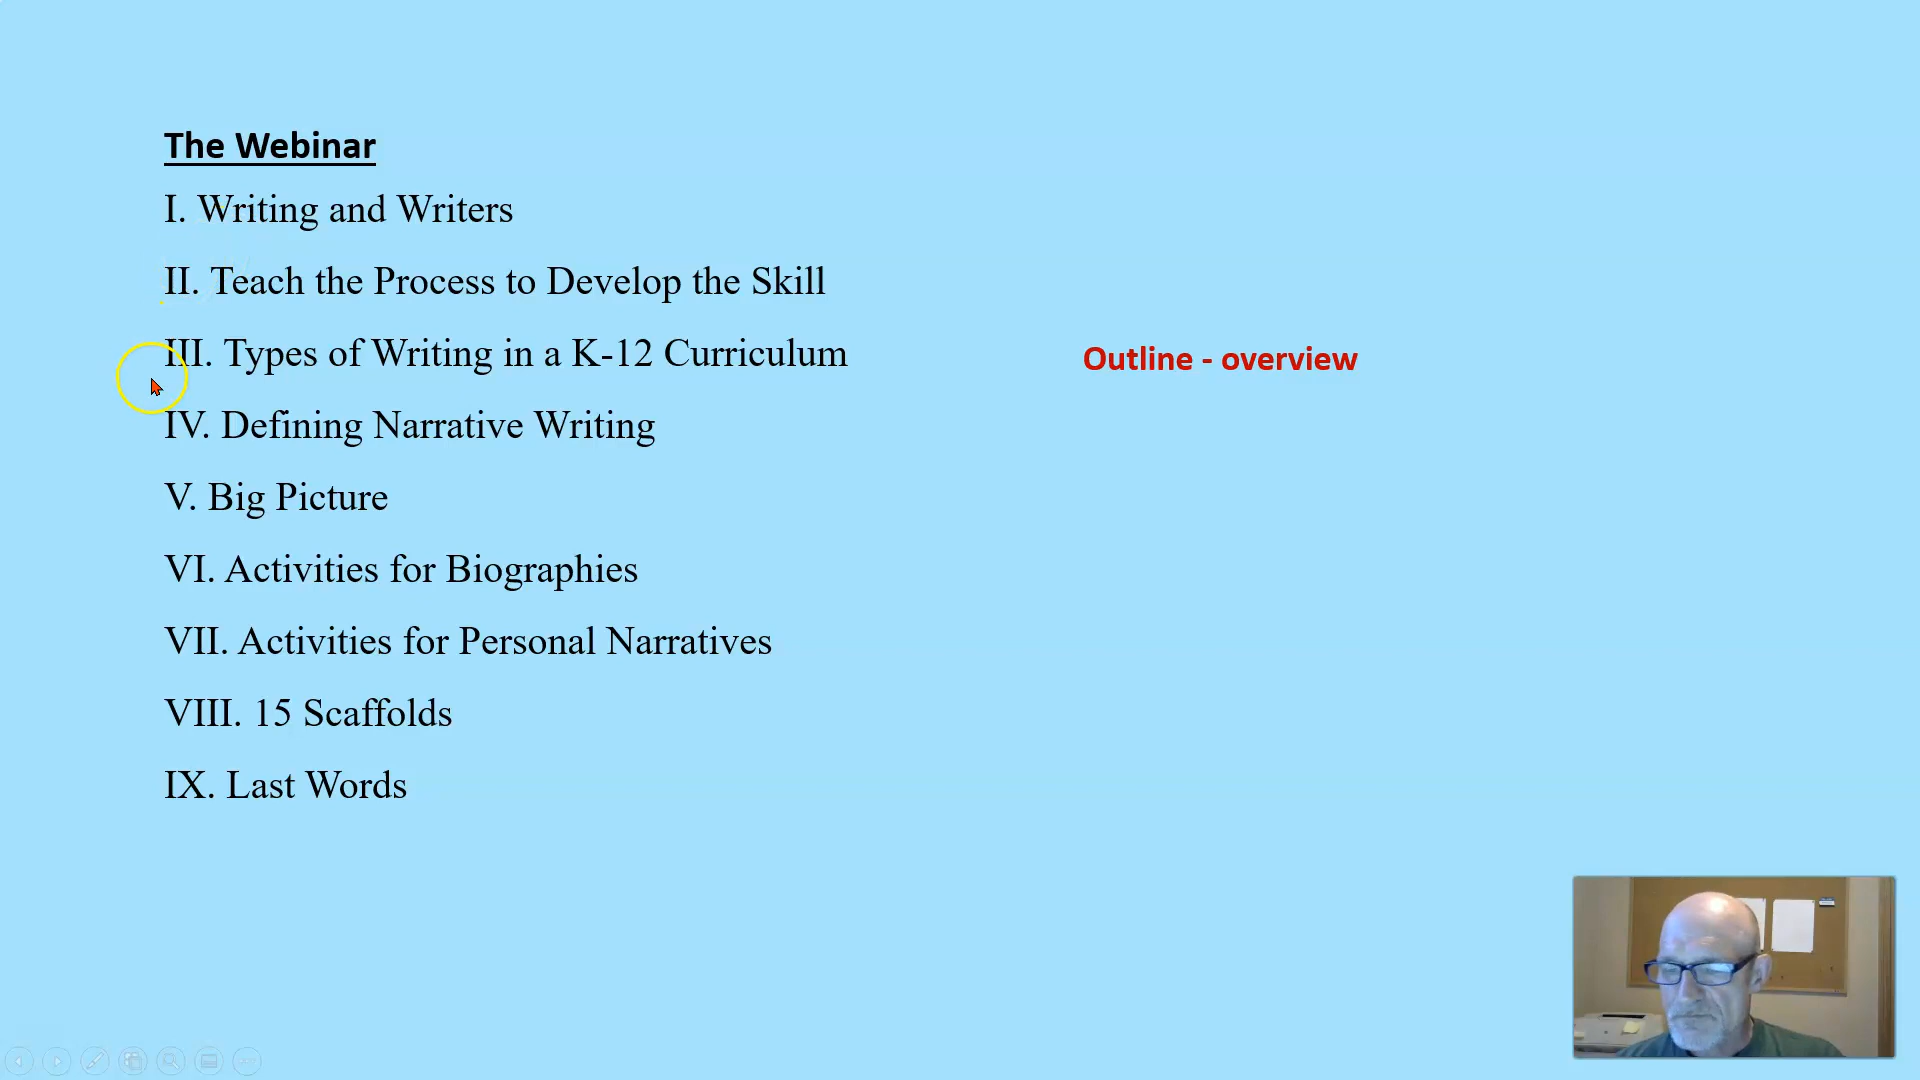 The Webinar
I. Writing and Writers
II. Teach the Process to Develop the Skill
III. Types of Writing in a K-12 Curriculum
Outline - overview
IV. Defining Narrative Writing
V. Big Picture
VI. Activities for Biographies
VII. Activities for Personal Narratives
VIII. 15 Scaffolds
IX. Last Words